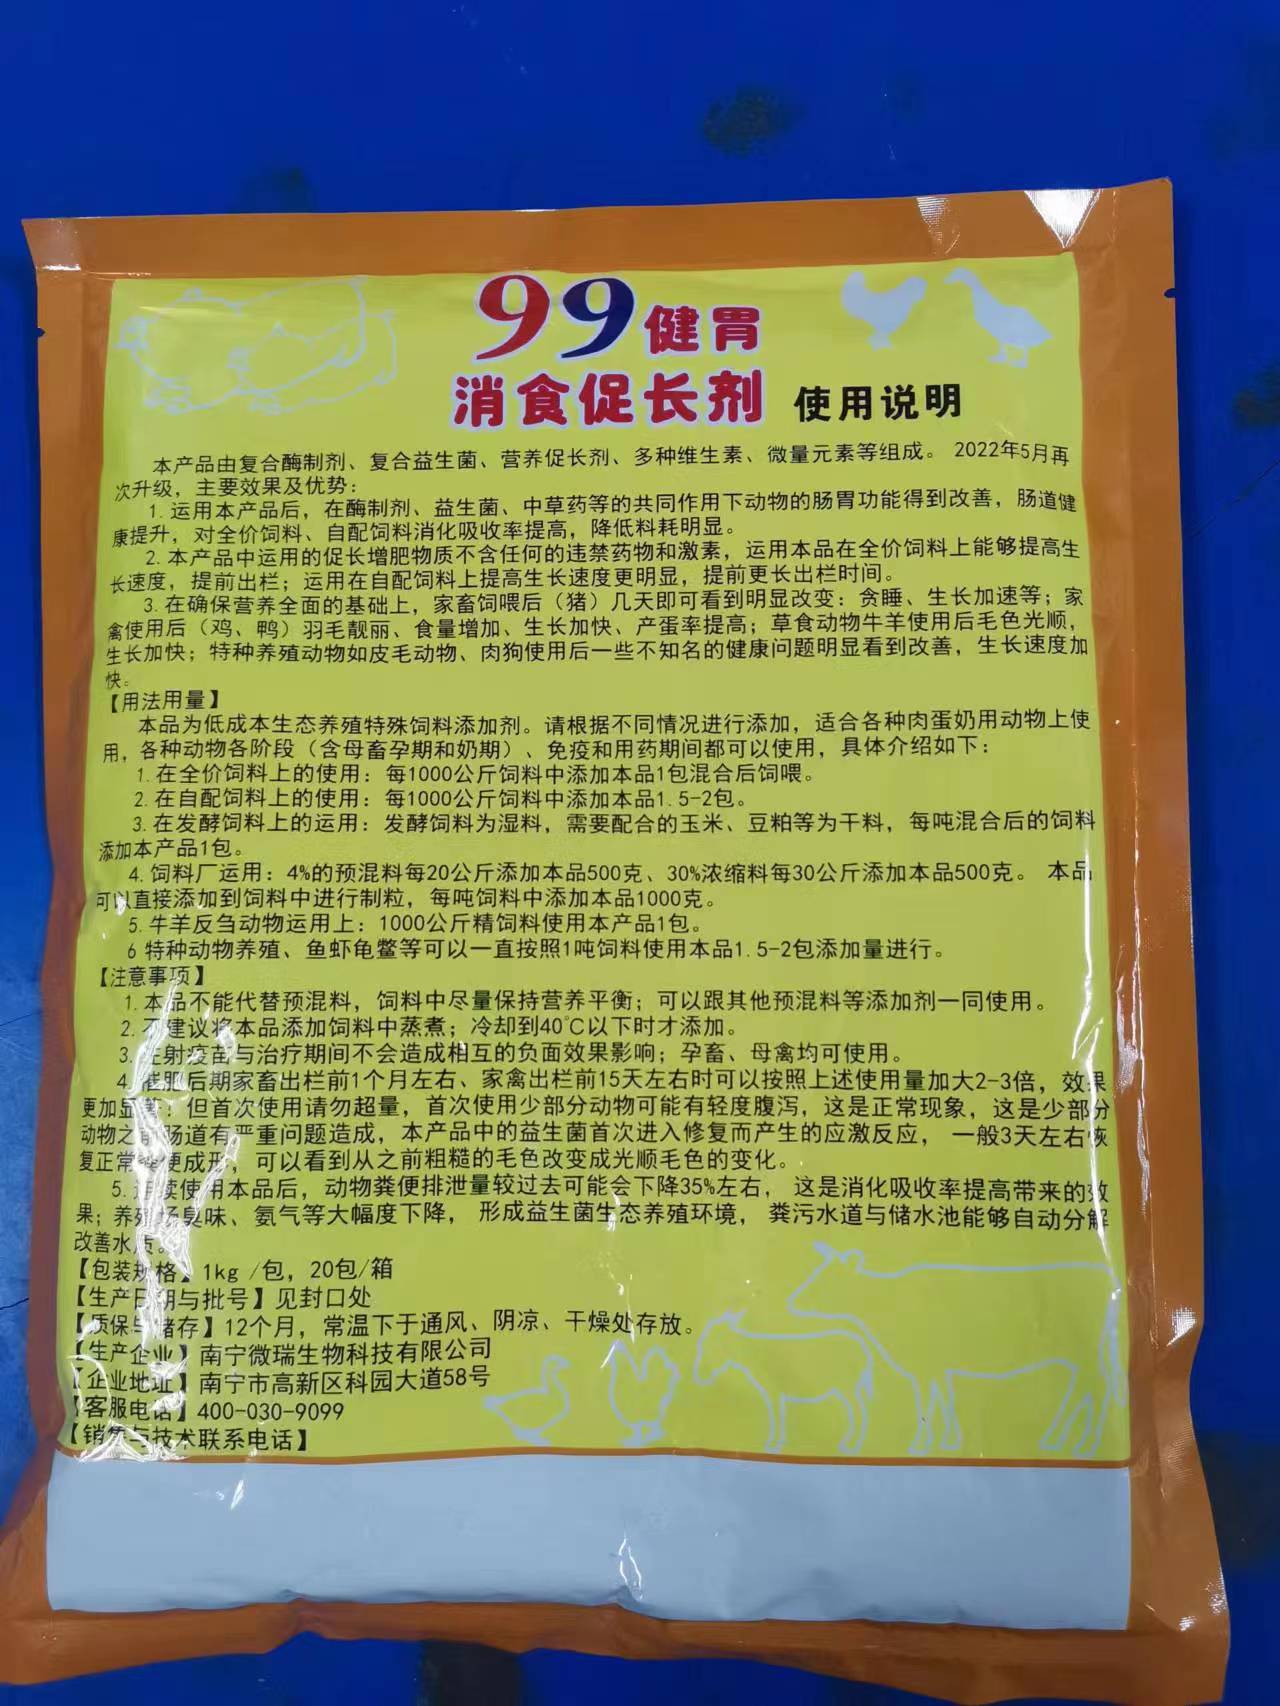 99健胃
消食促长剂 使用说明
本产品由复合酶制剂、复合益生菌、营养促长剂、多种维生素、微量元素等组成。 2022年5月再
次升级，主要效果及优势：
1.运用本产品后，在酶制剂、益生菌、中草药等的共同作用下动物的肠胃功能得到改善，肠道健
康提升，对全价饲料、自配饲料消化吸收率提高，降低料耗明显。
2.本产品中运用的促长增肥物质不含任何的违禁药物和激素，运用本品在全价饲料上能够提高生
长速度，提前出栏；运用在自配饲料上提高生长速度更明显，提前更长出栏时间。
3.在确保营养全面的基础上，家畜饲喂后（猪）几天即可看到明显改变：贪睡、生长加速等；家
禽使用后（鸡、鸭）羽毛靓丽、食量增加、生长加快、产蛋率提高；草食动物牛羊使用后毛色光顺，
生长加快；特种养殖动物如皮毛动物、肉狗使用后一些不知名的健康问题明显看到改善，生长速度加
快。
【用法用量】
本品为低成本生态养殖特殊饲料添加剂。请根据不同情况进行添加，适合各种肉蛋奶用动物上使
用，各种动物各阶段（含母畜孕期和奶期）、免疫和用药期间都可以使用，具体介绍如下：
1.在全价饲料上的使用：每1000公斤饲料中添加本品1包混合后饲喂。
2.在自配饲料上的使用：每1000公斤饲料中添加本品1.5-2包。
3.在发酵饲料上的运用：发酵饲料为湿料，需要配合的玉米、豆粕等为干料，每吨混合后的饲料
添加本产品1包。
4.饲料厂运用：4%的预混料每20公斤添加本品500克、30%浓缩料每30公斤添加本品500克。 本品
可以直接添加到饲料中进行制粒，每吨饲料中添加本品1000克。
5.牛羊反刍动物运用上：1000公斤精饲料使用本产品1包。
6 特种动物养殖、鱼虾龟鳖等可以一直按照1吨饲料使用本品1.5-2包添加量进行。
【注意事项】
1.本品不能代替预混料，饲料中尽量保持营养平衡；可以跟其他预混料等添加剂一同使用。
2.不建议将本品添加饲料中蒸煮；冷却到40℃以下时才添加。
3.注射疫苗与治疗期间不会造成相互的负面效果影响；孕畜、母禽均可使用。
4.催肥后期家畜出栏前1个月左右、家禽出栏前15天左右时可以按照上述使用量加大2-3倍，效果
更加显著！但首次使用请勿超量，首次使用少部分动物可能有轻度腹泻，这是正常现象，这是少部分
动物之前肠道有严重问题造成，本产品中的益生菌首次进入修复而产生的应激反应， 一般3天左右恢
复正常粪便成形，可以看到从之前粗糙的毛色改变成光顺毛色的变化。
5.连续使用本品后，动物粪便排泄量较过去可能会下降35%左右， 这是消化吸收率提高带来的效
果；养殖场臭味、氨气等大幅度下降， 形成益生菌生态养殖环境， 粪污水道与储水池能够自动分解
改善水质。
【包装规格】1kg /包，20包/箱
【生产日期与批号】见封口处
【质保与储存】12个月，常温下于通风、阴凉、干燥处存放。
【生产企业】南宁微瑞生物科技有限公司
【企业地址】南宁市高新区科园大道58号
【客服电话】400-030-9099
【销售与技术联系电话】